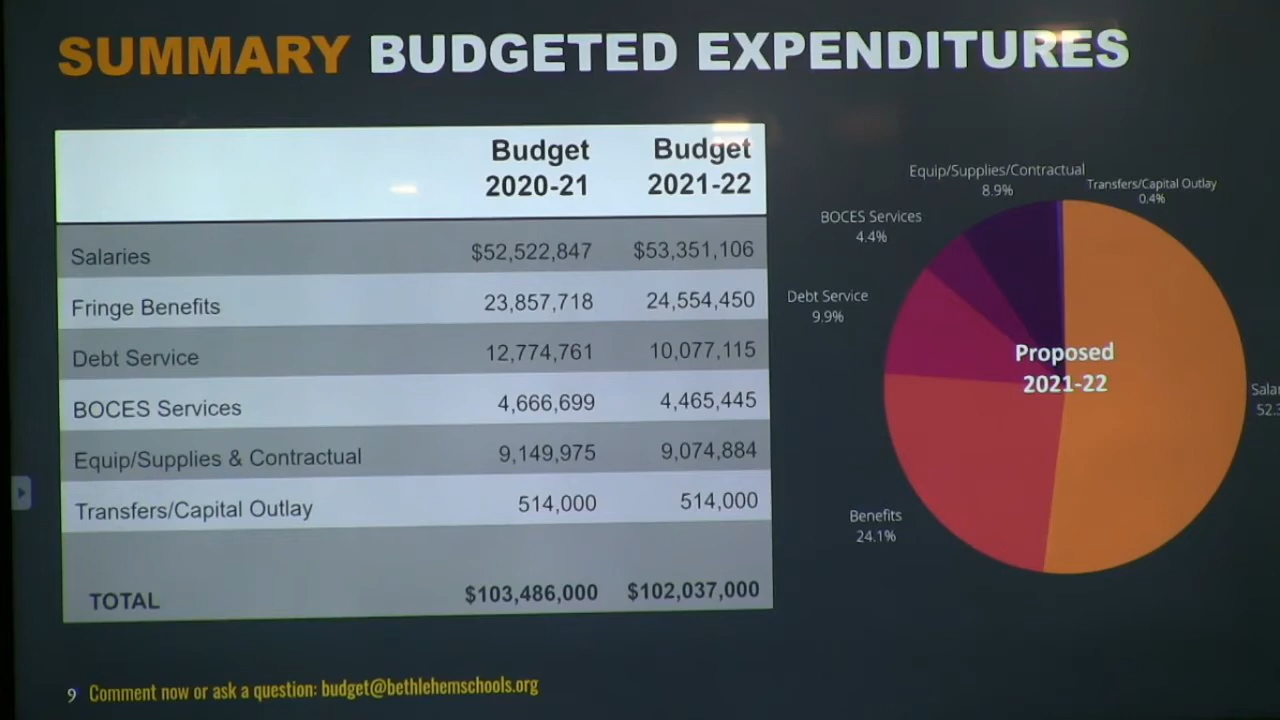 SUMMARY BUDGETED EXPENDITURES
Budget 2020-21 Budget 2021-22
Salaries $52,522,847 $53,351,106
Fringe Benefits 23,857,718 24,554,450
Debt Service 12,774,761 10,077,115
BOCES Services 4,666,699 4,465,445
Equip/Supplies & Contractual 9,149,975 9,074,884
Transfers/Capital Outlay 514,000 514,000
TOTAL $103,486,000 $102,037,000
Equip/Supplies/Contractual
8.9%
Transfers/Capital Outlay
0.4%
BOCES Services
4.4%
Debt Service
9.9%
Proposed
2021-22
Benefits
24.1%
9 Comment now or ask a question: budget@bethlehemschools.org